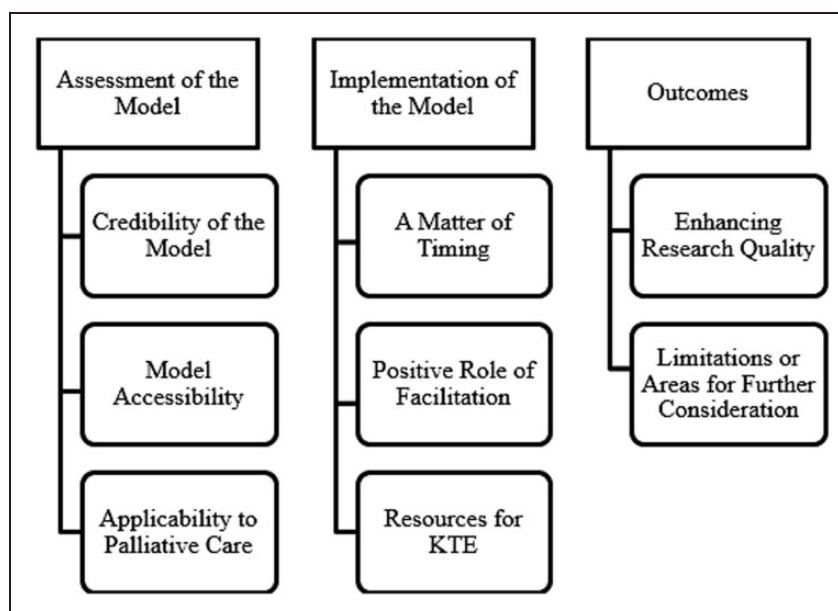 Assessment of the
Model
Credibility of the
Model
Model
Accessibility
Applicability to
Palliative Care
Implementation of
the Model
A Matter of
Timing
Positive Role of
Facilitation
Resources for
KTE
Outcomes
Enhancing
Research Quality
Limitations or
Areas for Further
Consideration